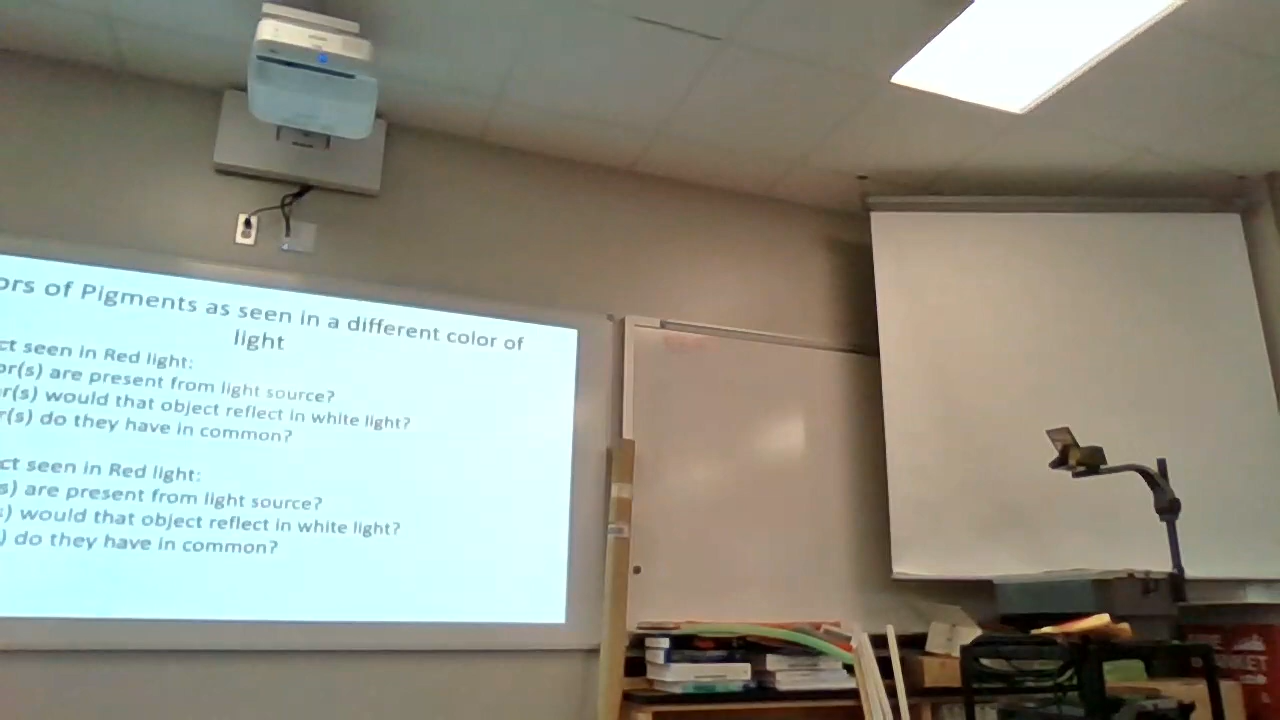 ors of Pigments as seen in a different color of
light
ct seen in Red light:
or(s) are present from light source?
r(s) would that object reflect in white light?
r(s) do they have in common?
ct seen in Red light:
s) are present from light source?
s) would that object reflect in white light?
) do they have in common?